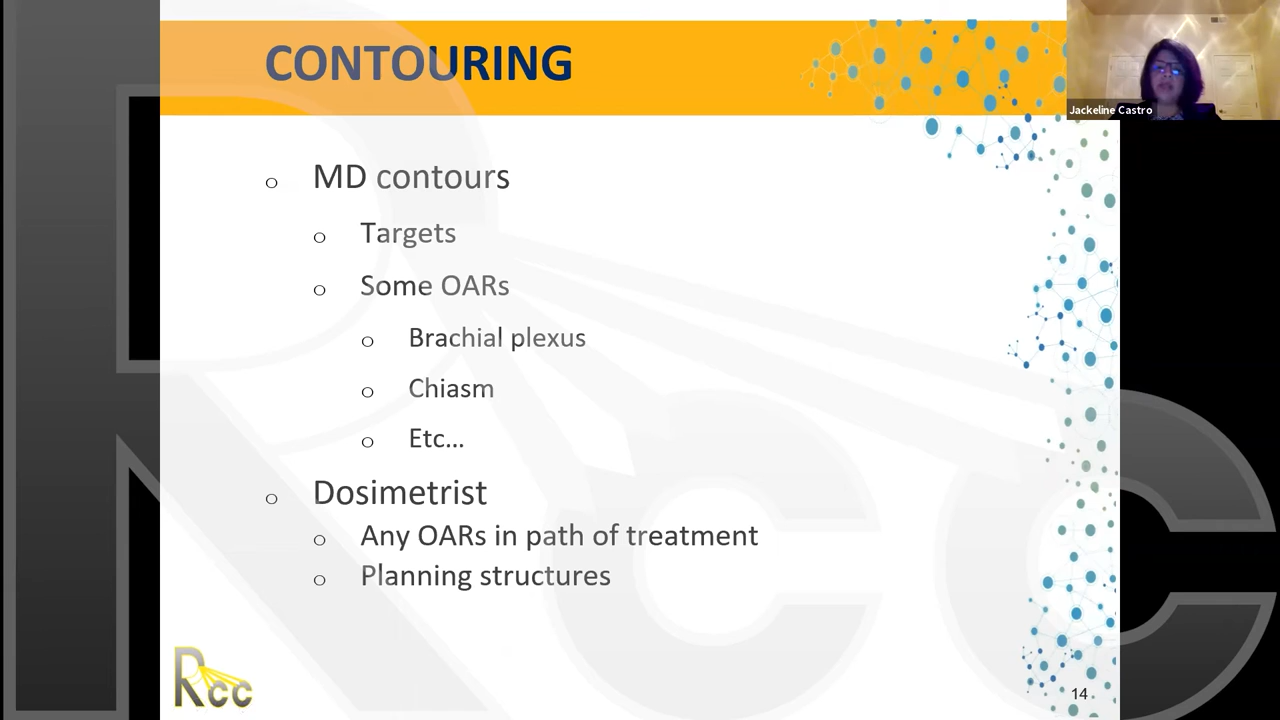 CONTOURING
Jackeline Castro
o MD contours
o Targets
o Some OARs
o Brachial plexus
o Chiasm
o Etc...
o Dosimetrist
o Any OARs in path of treatment
o Planning structures
Rcc
14